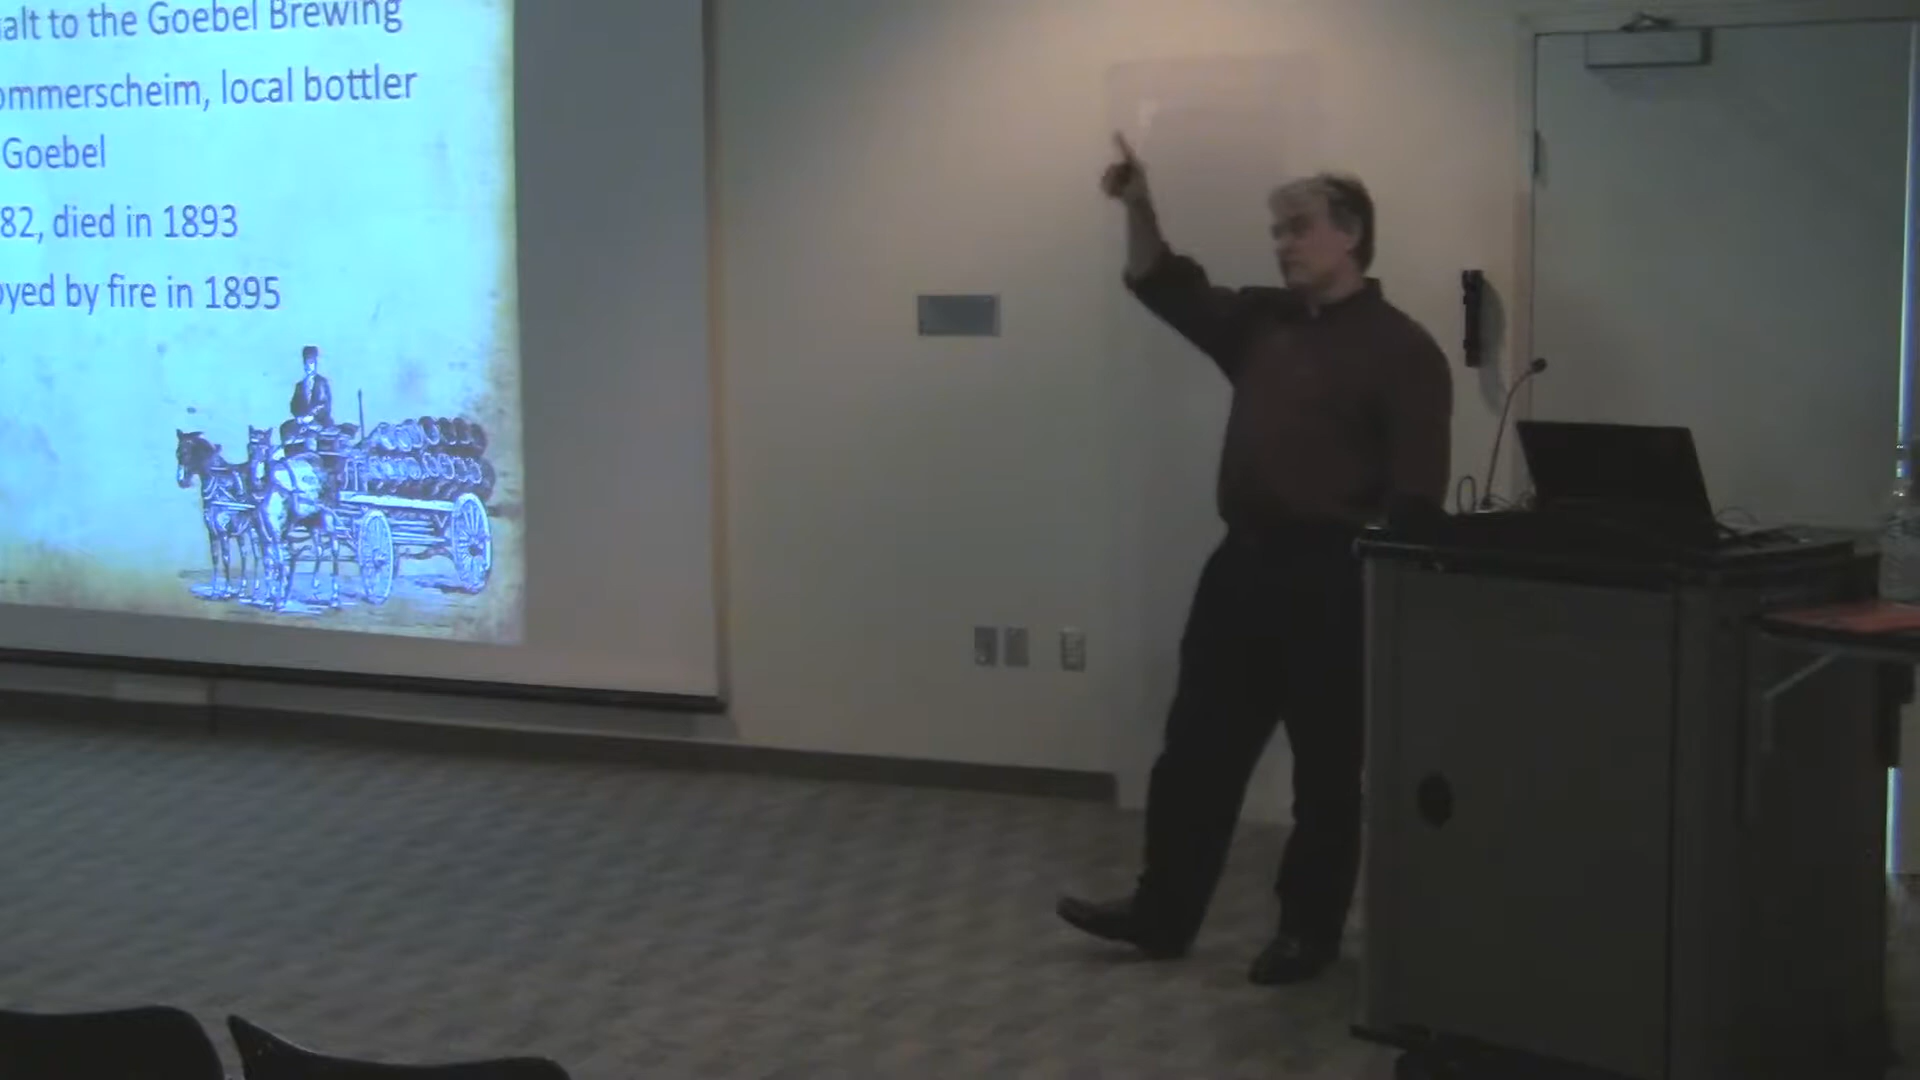 alt to the Goebel Brewing
ommerscheim, local bottler
Goebel
82, died in 1893
oyed by fire in 1895